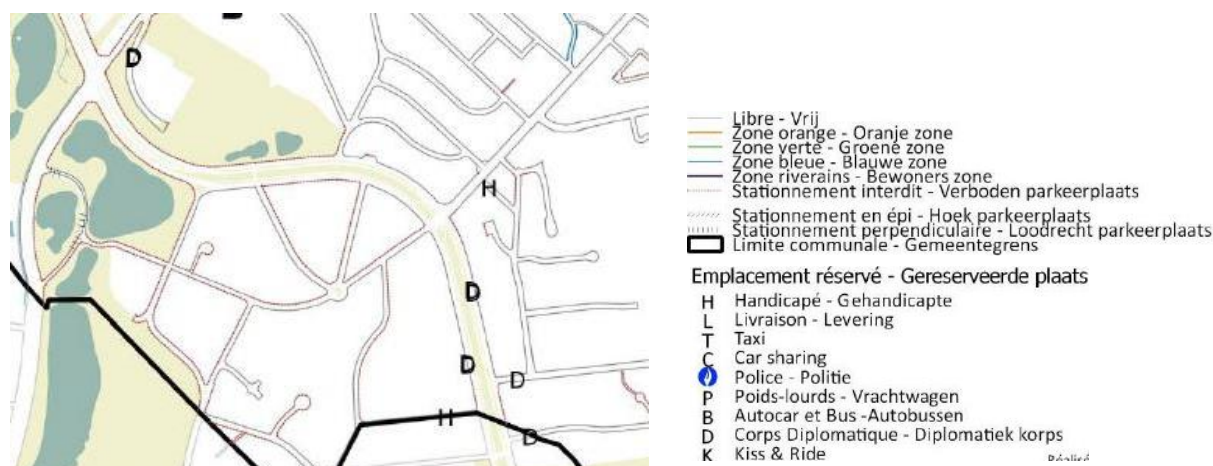 D
H
D
D
D
H
D
Libre - Vrij
Zone orange - Oranje zone
Zone verte - Groene zone
Zone bleue - Blauwe zone
Zone riverains - Bewoners zone
Stationnement interdit - Verboden parkeerplaats
Stationnement en épi - Hoek parkeerplaats
Stationnement perpendiculaire - Loodrecht parkeerplaats
Limite communale - Gemeentegrens
Emplacement réservé - Gereserveerde plaats
H Handicapé - Gehandicapte
L Livraison - Levering
T Taxi
C Car sharing
Police - Politie
P Poids-lourds - Vrachtwagen
B Autocar et Bus -Autobussen
D Corps Diplomatique - Diplomatiek korps
K Kiss & Ride
Réalisé